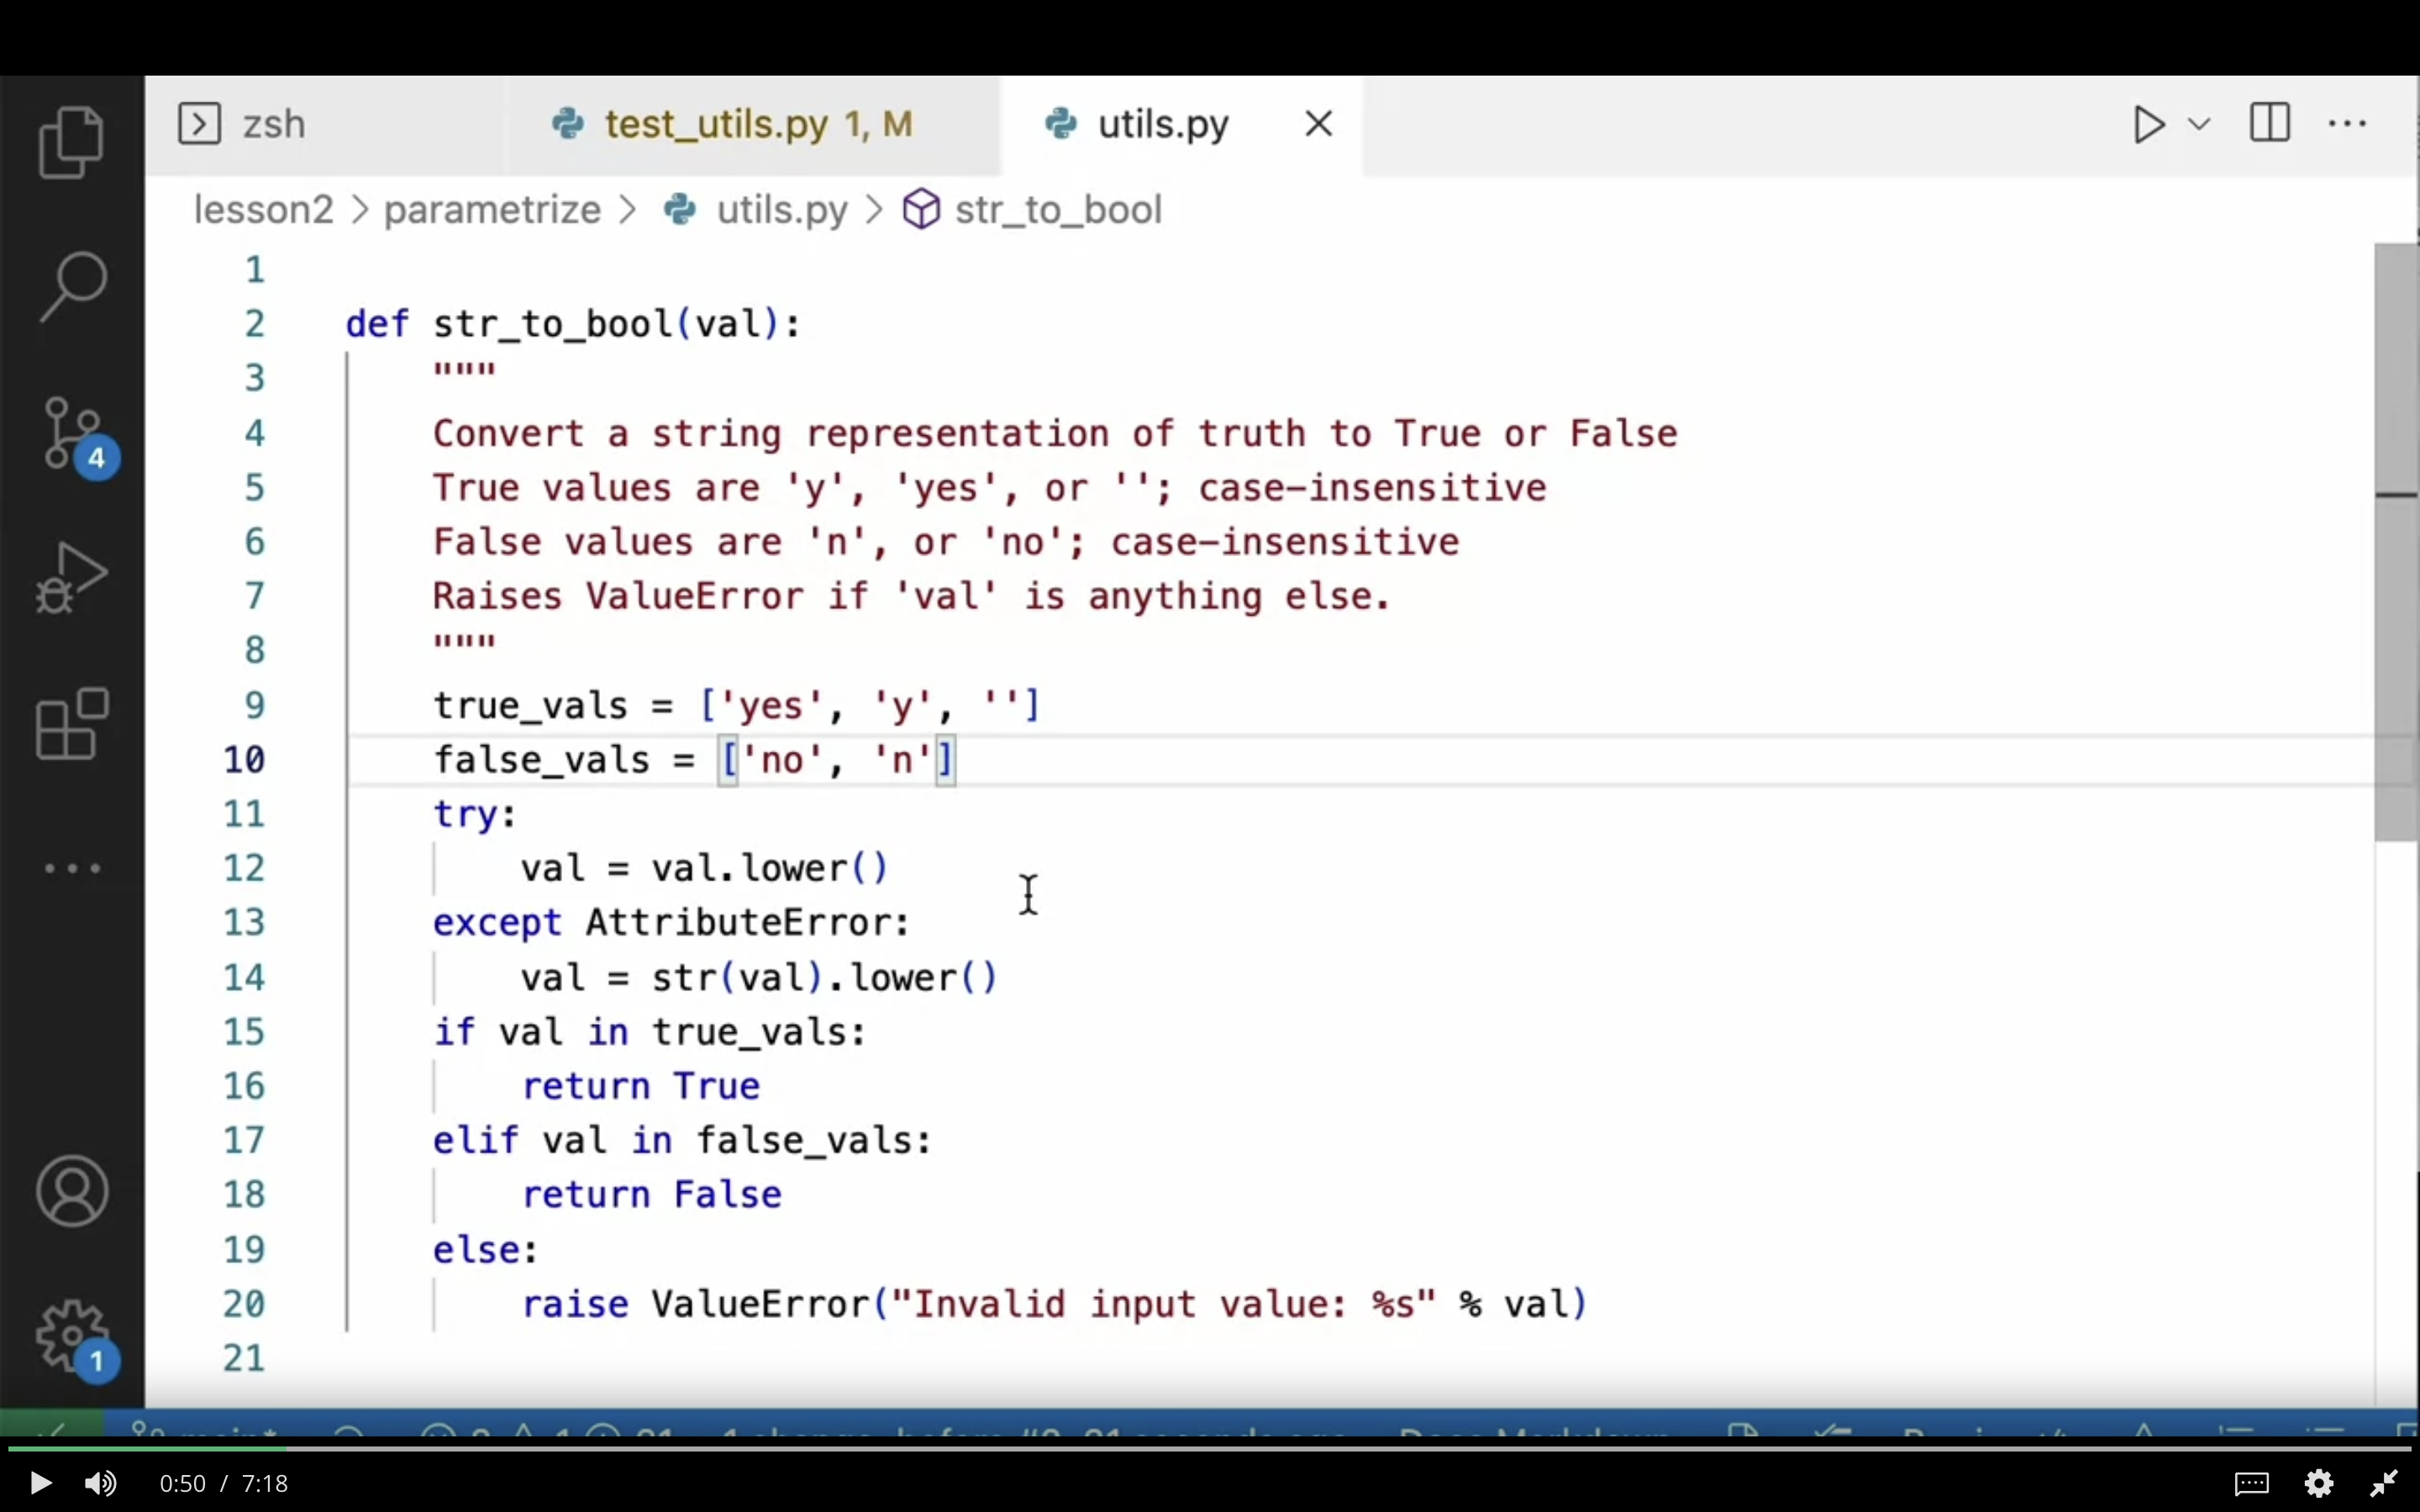 zsh
test_utils.py 1, M
utils.py
lesson2 > parametrize > utils.py > str_to_bool
1
2 def str_to_bool(val):
3     """
4     Convert a string representation of truth to True or False
5     True values are 'y', 'yes', or ''; case-insensitive
6     False values are 'n', or 'no'; case-insensitive
7     Raises ValueError if 'val' is anything else.
8     """
9     true_vals = ['yes', 'y', '']
10     false_vals = ['no', 'n']
11     try:
12         val = val.lower()
13     except AttributeError:
14         val = str(val).lower()
15     if val in true_vals:
16         return True
17     elif val in false_vals:
18         return False
19     else:
20         raise ValueError("Invalid input value: %s" % val)
21
4
1
0:50 / 7:18